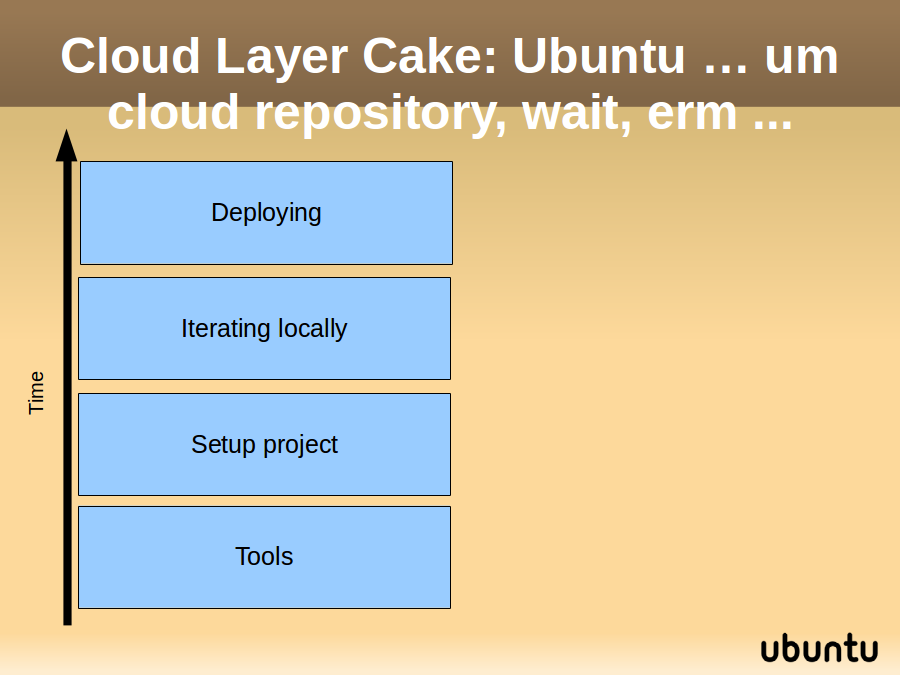 Cloud Layer Cake: Ubuntu … um
cloud repository, wait, erm ...
Deploying
Iterating locally
Time
Setup project
Tools
ubuntu